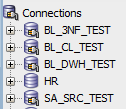 Connections
BL_3NF_TEST
BL_CL_TEST
BL_DWH_TEST
HR
SA_SRC_TEST